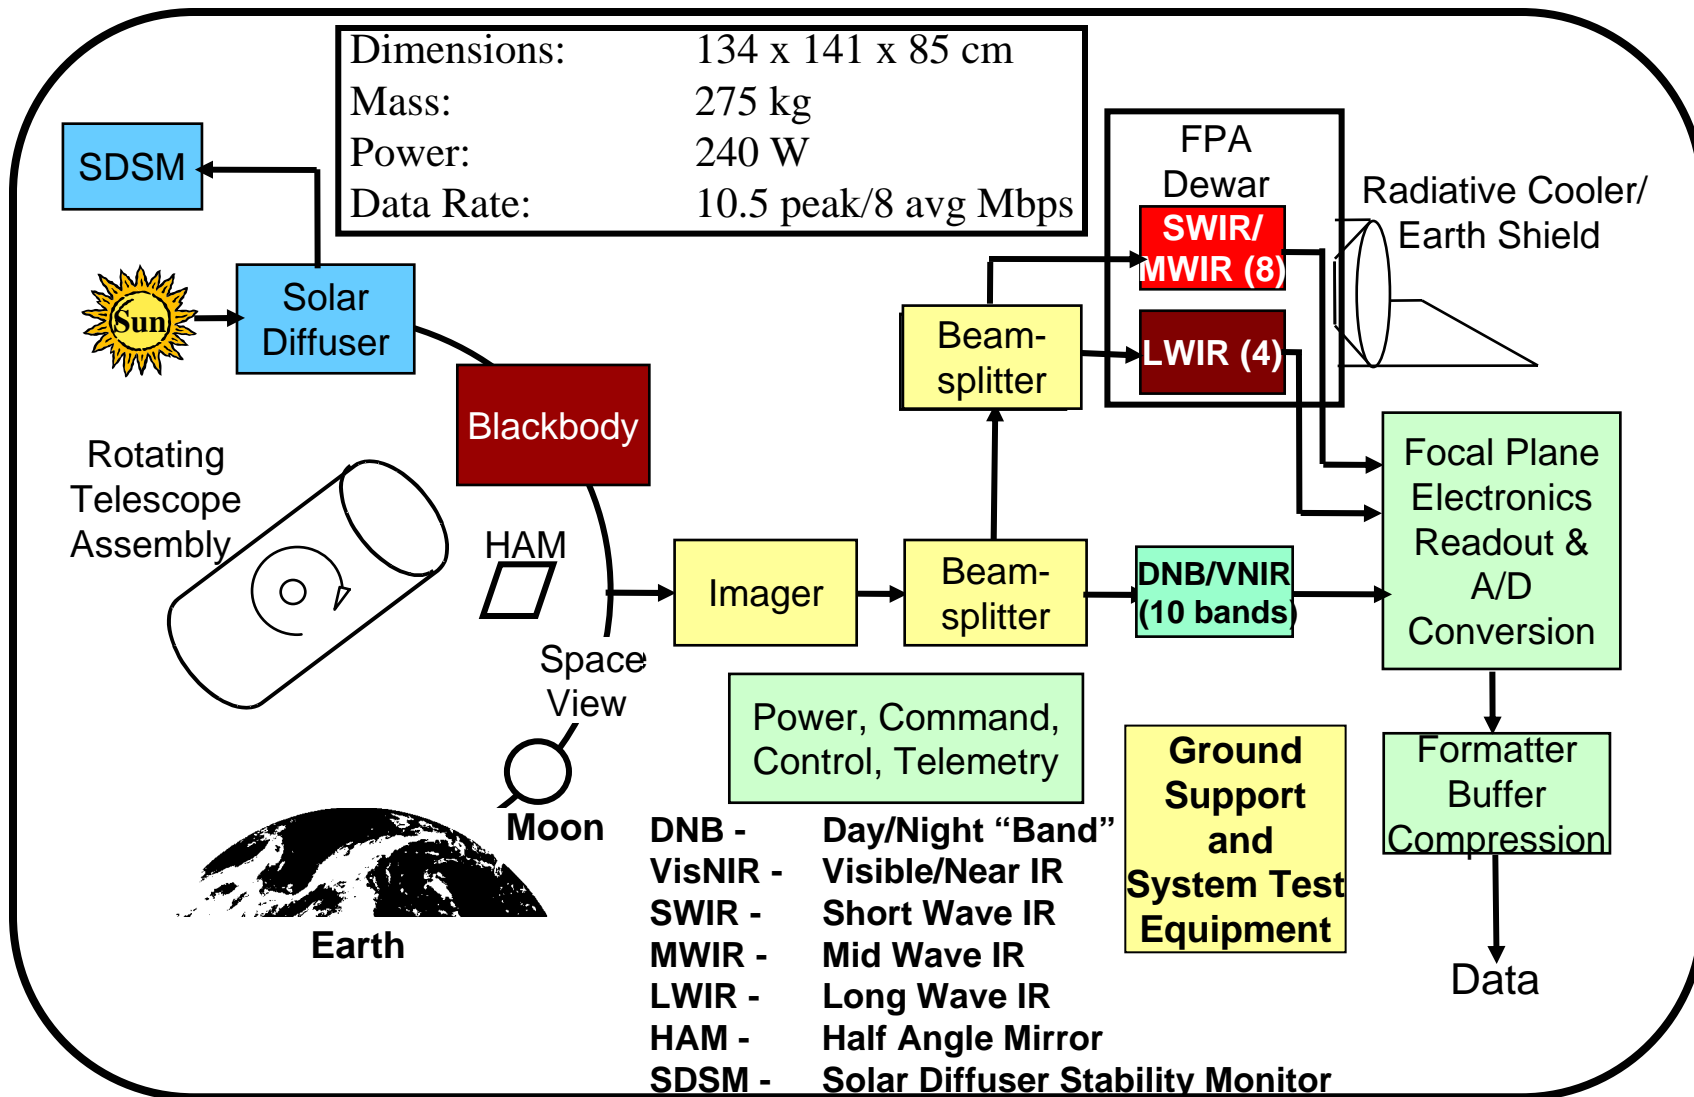 Dimensions: 134 x 141 x 85 cm
Mass: 275 kg
Power: 240 W
Data Rate: 10.5 peak/8 avg Mbps
SDSM
Sun
Solar
Diffuser
Blackbody
Rotating
Telescope
Assembly
HAM
Space
View
Moon
Earth
Imager
Beam-
splitter
Beam-
splitter
FPA
Dewar
SWIR/
MWIR (8)
LWIR (4)
Radiative Cooler/
Earth Shield
DNB/VNIR
(10 bands)
Focal Plane
Electronics
Readout &
A/D
Conversion
Formatter
Buffer
Compression
Data
Power, Command,
Control, Telemetry
Ground
Support
and
System Test
Equipment
DNB - Day/Night “Band”
VisNIR - Visible/Near IR
SWIR - Short Wave IR
MWIR - Mid Wave IR
LWIR - Long Wave IR
HAM - Half Angle Mirror
SDSM - Solar Diffuser Stability Monitor